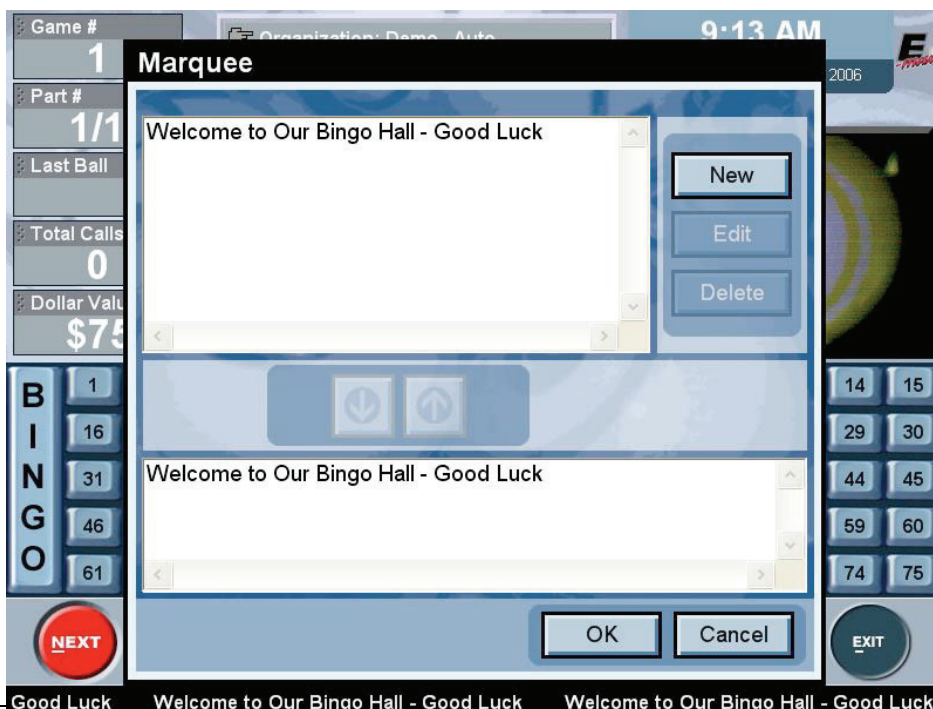 Game #
1
Organization: Demo - Auto
9:13 AM
2006
Marquee
Part #
1/1
Last Ball
Total Calls
0
Dollar Valu
$75
Welcome to Our Bingo Hall - Good Luck
New
Edit
Delete
Welcome to Our Bingo Hall - Good Luck
OK
Cancel
B 1 14 15
I 16 29 30
N 31 44 45
G 46 59 60
O 61 74 75
NEXT
EXIT
Good Luck Welcome to Our Bingo Hall - Good Luck Welcome to Our Bingo Hall - Good Luck